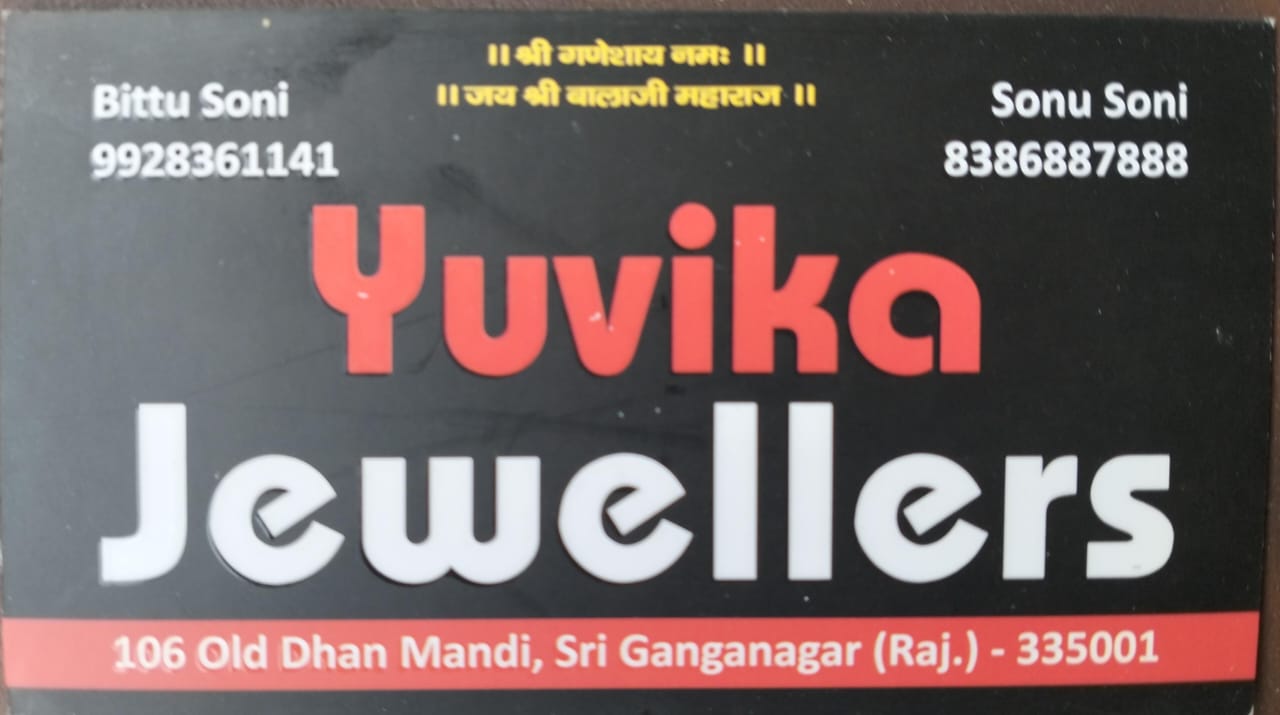 ।। श्री गणेशाय नमः ।।
।। जय श्री बालाजी महाराज ।।
Bittu Soni
9928361141
Sonu Soni
8386887888
Yuvika
Jewellers
106 Old Dhan Mandi, Sri Ganganagar (Raj.) - 335001